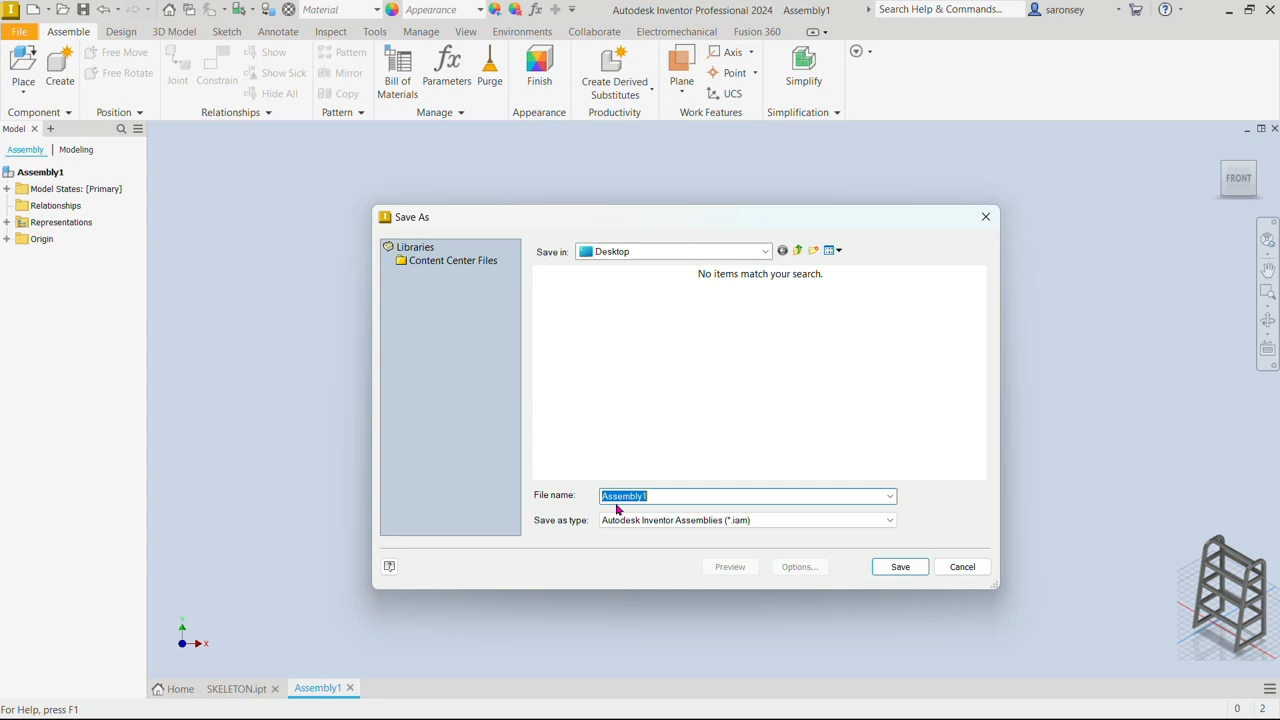 Material
Appearance
Autodesk Inventor Professional 2024 Assembly1
Search Help & Commands...
saronsey
File
Assemble
Design
3D Model
Sketch
Annotate
Inspect
Tools
Manage
View
Environments
Collaborate
Electromechanical
Fusion 360
Place
Create
Free Move
Free Rotate
Joint
Constrain
Show
Show Sick
Hide All
Pattern
Mirror
Copy
Bill of
Materials
Parameters
Purge
Finish
Create Derived
Substitutes
Plane
Axis
Point
UCS
Simplify
Component
Position
Relationships
Pattern
Manage
Appearance
Productivity
Work Features
Simplification
Model
Assembly
Modeling
Assembly1
Model States: [Primary]
Relationships
Representations
Origin
FRONT
Save As
Libraries
Content Center Files
Save in:
Desktop
No items match your search.
File name:
Assembly1
Save as type:
Autodesk Inventor Assemblies (*.iam)
Preview
Options...
Save
Cancel
Y
X
Home
SKELETON.ipt
Assembly1
For Help, press F1
0
2